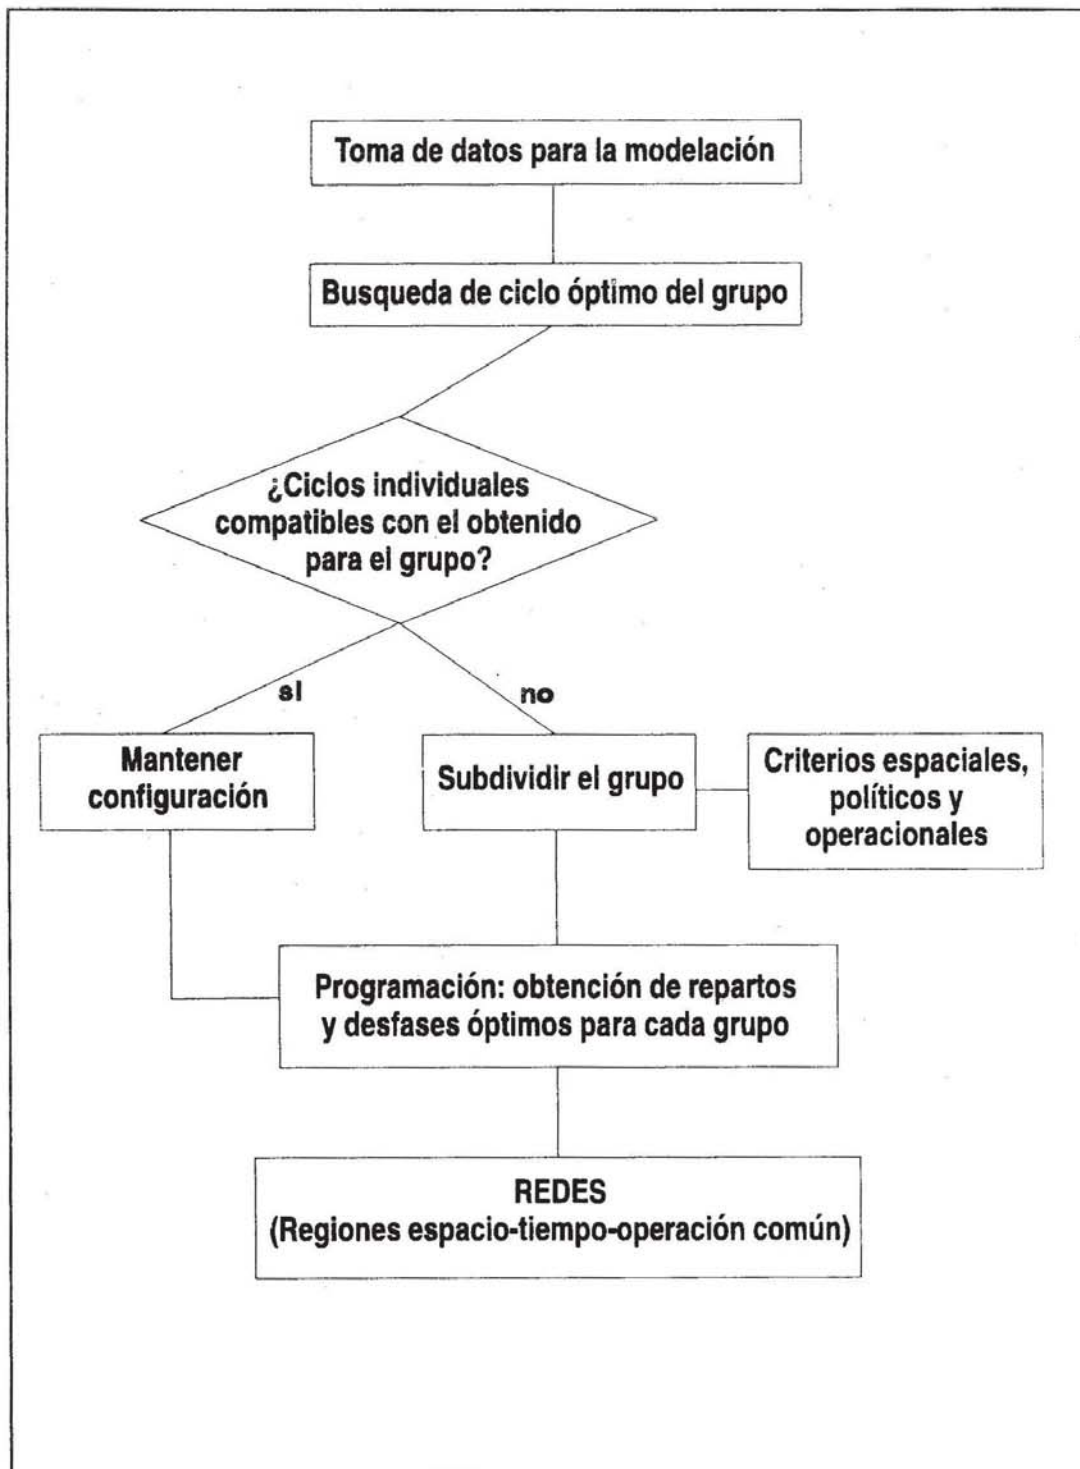 Toma de datos para la modelación
Busqueda de ciclo óptimo del grupo
¿Ciclos individuales
compatibles con el obtenido
para el grupo?
si
no
Mantener
configuración
Subdividir el grupo
Criterios espaciales,
políticos y
operacionales
Programación: obtención de repartos
y desfases óptimos para cada grupo
REDES
(Regiones espacio-tiempo-operación común)